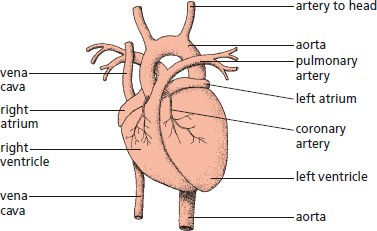 artery to head
aorta
pulmonary
artery
left atrium
coronary
artery
left ventricle
aorta
vena
cava
right
atrium
right
ventricle
vena
cava